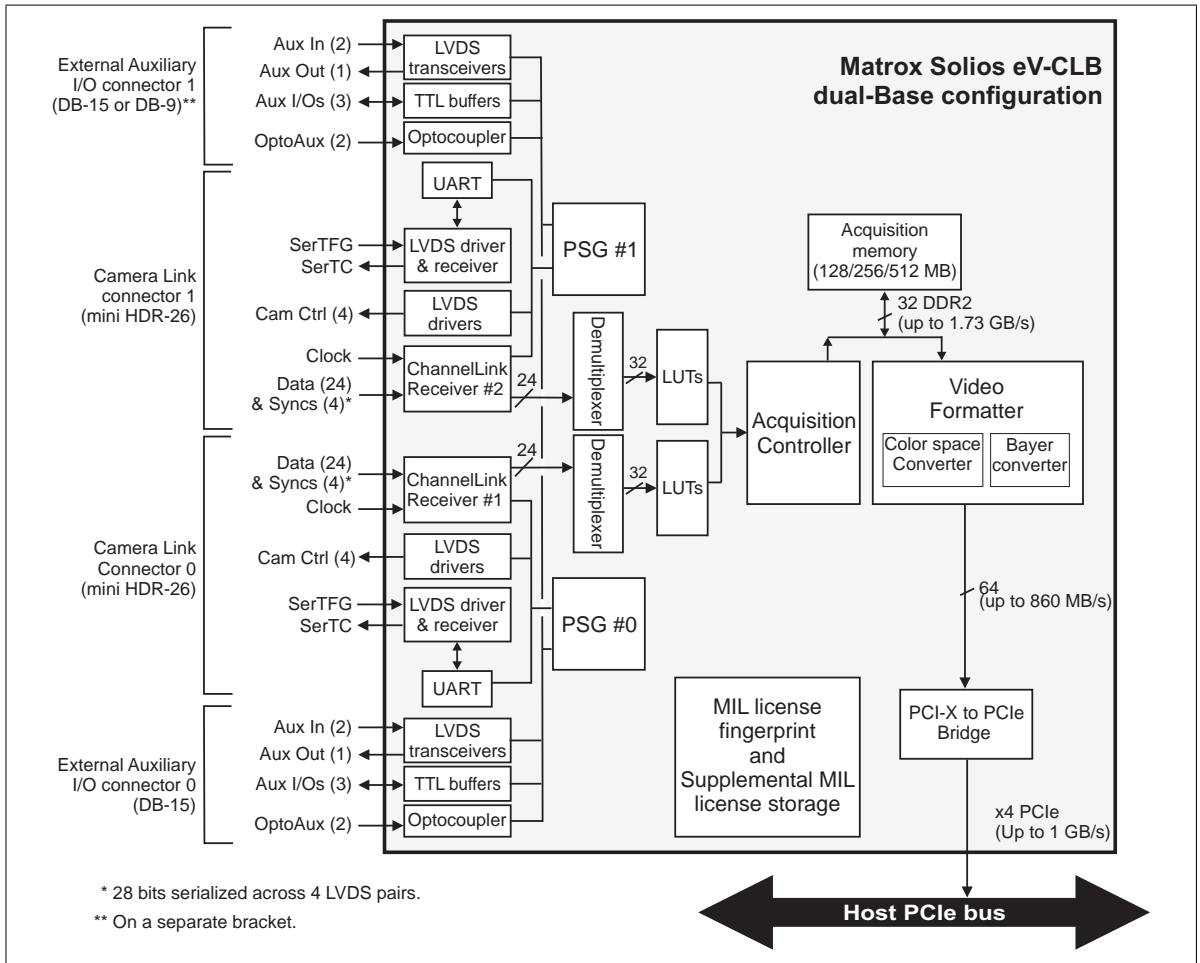 Matrox Solios eV-CLB
dual-Base configuration
External Auxiliary
I/O connector 1
(DB-15 or DB-9)**
Aux In (2)
Aux Out (1)
LVDS
transceivers
Aux I/Os (3)
TTL buffers
OptoAux (2)
Optocoupler
Camera Link
connector 1
(mini HDR-26)
UART
SerTFG
SerTC
LVDS driver
& receiver
PSG #1
Cam Ctrl (4)
LVDS
drivers
Clock
Data (24)
& Syncs (4)*
ChannelLink
Receiver #2
24
Demultiplexer
32
LUTs
Acquisition
memory
(128/256/512 MB)
32 DDR2
(up to 1.73 GB/s)
Acquisition
Controller
Video
Formatter
Color space
Converter
Bayer
converter
Camera Link
Connector 0
(mini HDR-26)
Data (24)
& Syncs (4)*
Clock
ChannelLink
Receiver #1
24
Demultiplexer
32
LUTs
Cam Ctrl (4)
LVDS
drivers
SerTFG
SerTC
LVDS driver
& receiver
PSG #0
UART
64
(up to 860 MB/s)
External Auxiliary
I/O connector 0
(DB-15)
Aux In (2)
Aux Out (1)
LVDS
transceivers
Aux I/Os (3)
TTL buffers
OptoAux (2)
Optocoupler
MIL license
fingerprint
and
Supplemental MIL
license storage
PCI-X to PCIe
Bridge
x4 PCIe
(Up to 1 GB/s)
Host PCIe bus
* 28 bits serialized across 4 LVDS pairs.
** On a separate bracket.